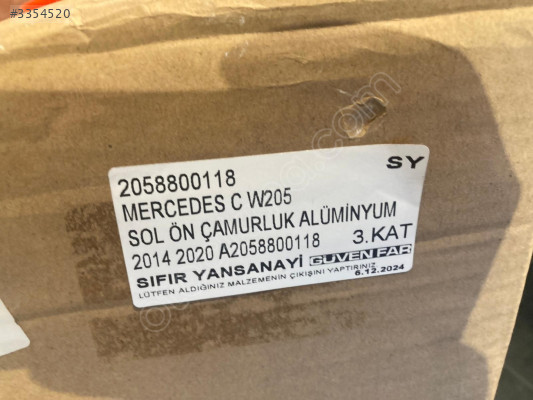 #3354520
SY
2058800118
MERCEDES C W205
SOL ÖN ÇAMURLUK ALÜMİNYUM
2014 2020 A2058800118 3.KAT
SIFIR YANSANAYİ GÜVEN FAR
LÜTFEN ALDIĞINIZ MALZEMENİN ÇIKIŞINI YAPTIRINIZ 6.12.2024